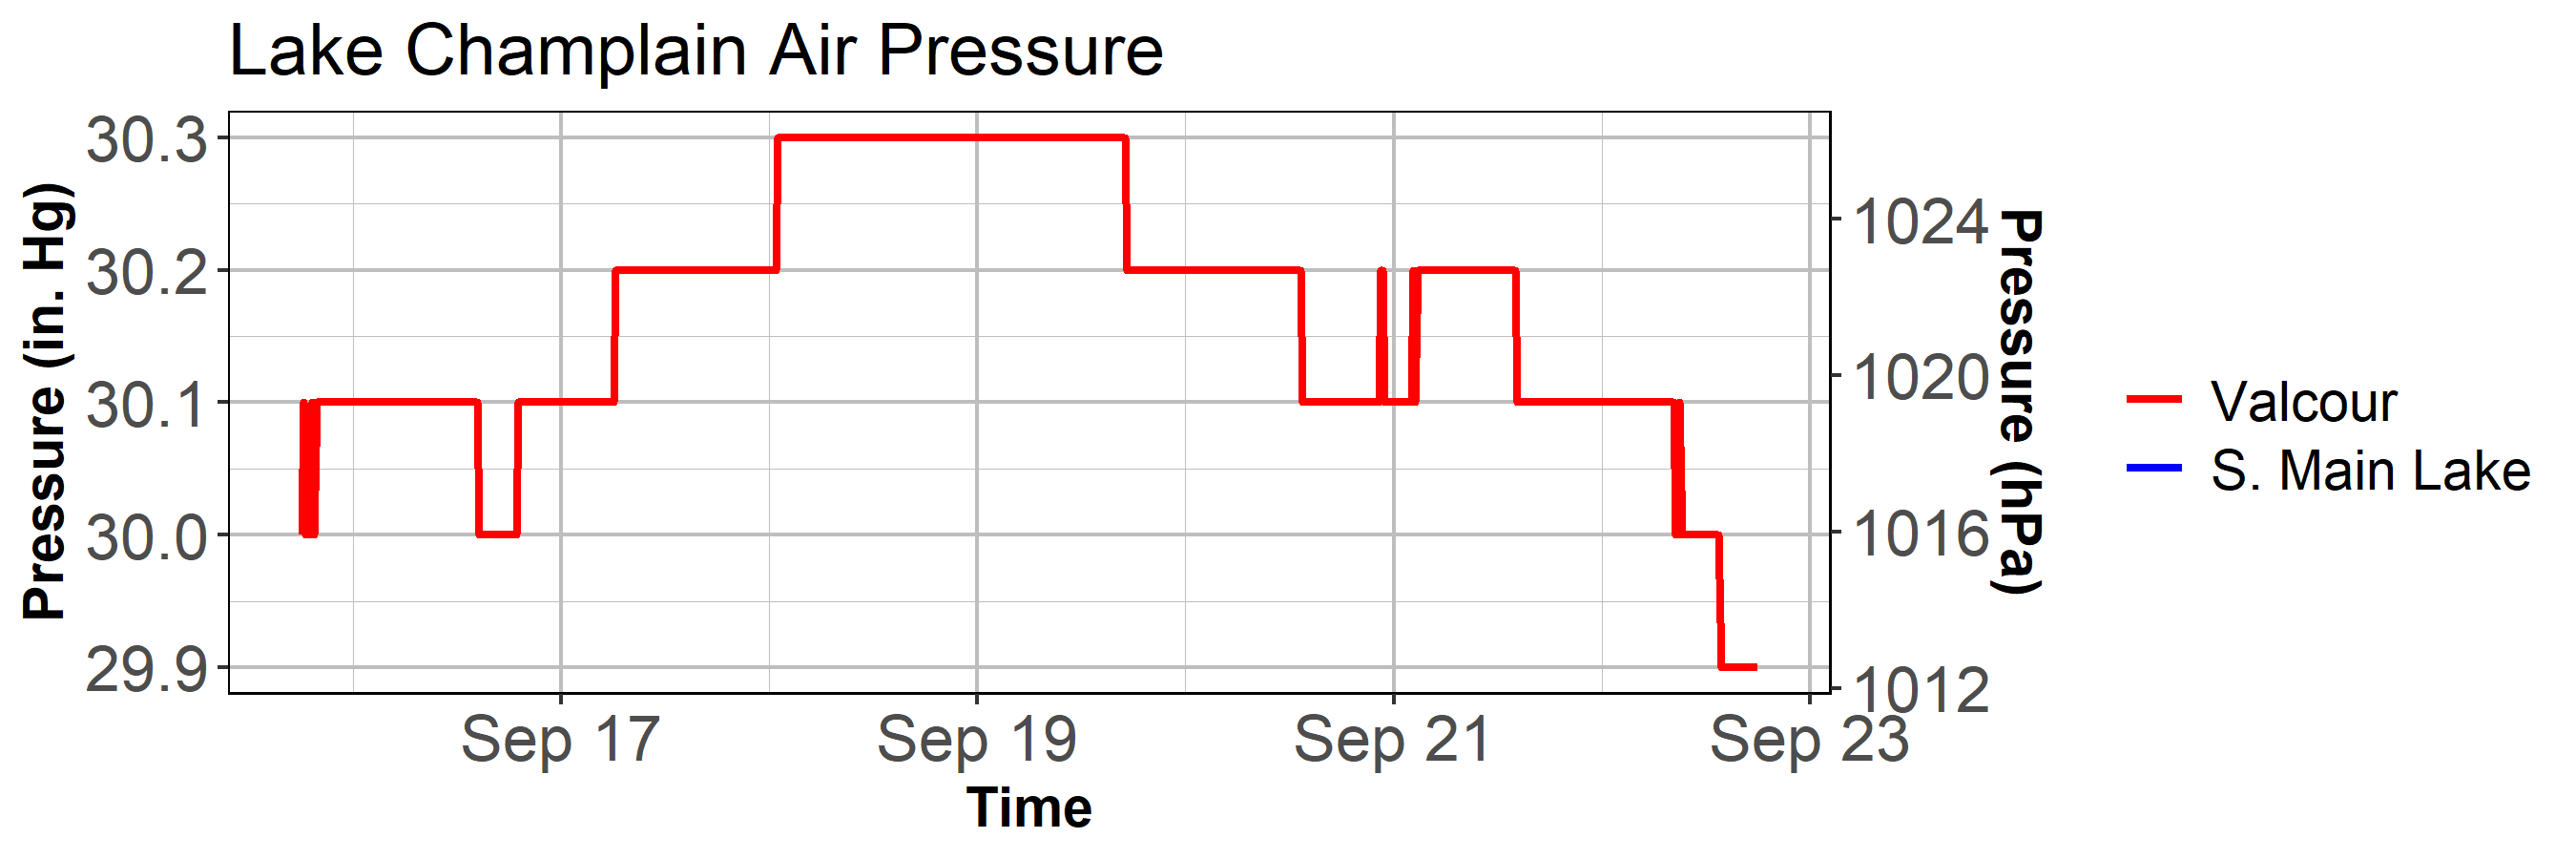 Lake Champlain Air Pressure
30.3
30.2
30.1
30.0
29.9
Pressure (in. Hg)
1024
1020
1016
1012
Pressure (hPa)
Sep 17
Sep 19
Sep 21
Sep 23
Time
Valcour
S. Main Lake